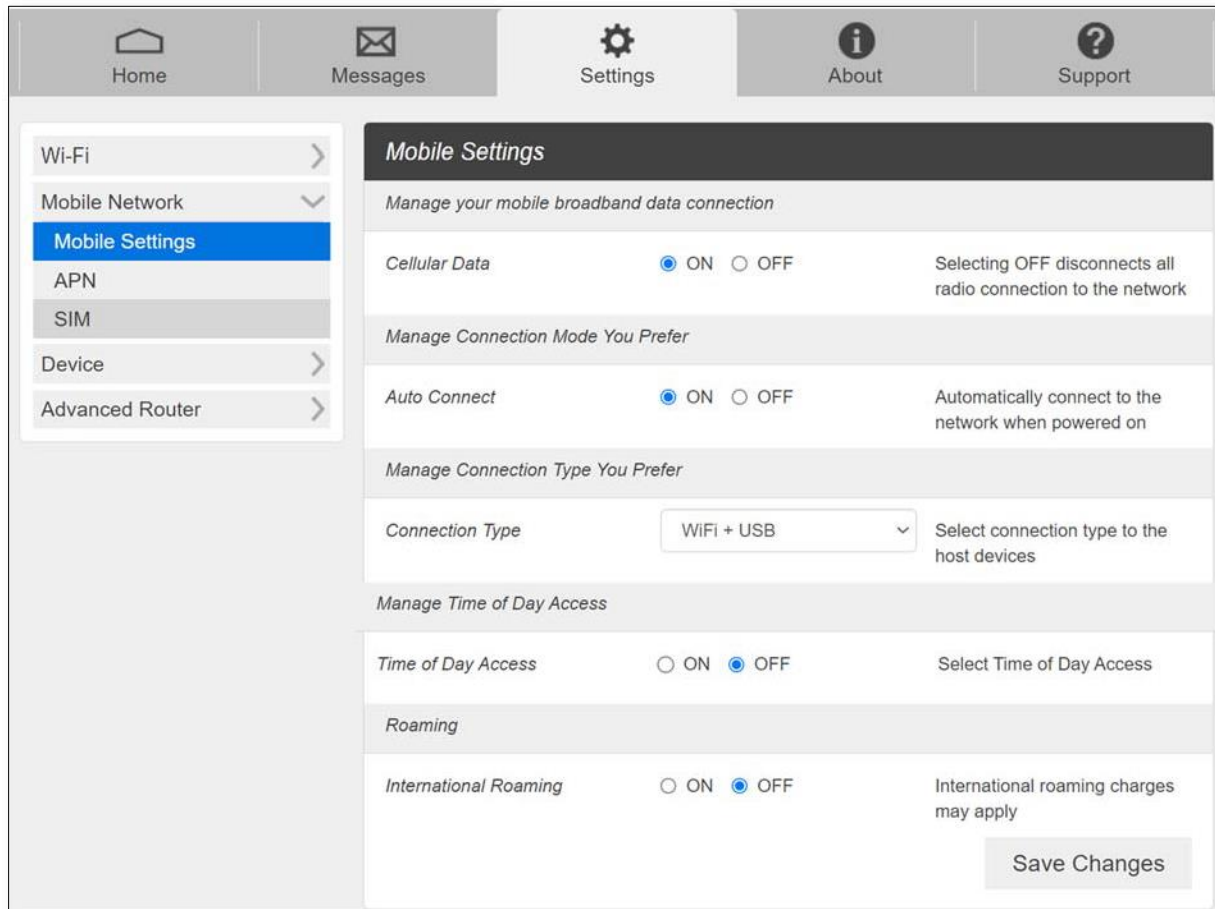 Home
Messages
Settings
About
Support
Wi-Fi
Mobile Network
Mobile Settings
APN
SIM
Device
Advanced Router
Mobile Settings
Manage your mobile broadband data connection
Cellular Data
ON OFF
Selecting OFF disconnects all
radio connection to the network
Manage Connection Mode You Prefer
Auto Connect
ON OFF
Automatically connect to the
network when powered on
Manage Connection Type You Prefer
Connection Type
WiFi + USB
Select connection type to the
host devices
Manage Time of Day Access
Time of Day Access
ON OFF
Select Time of Day Access
Roaming
International Roaming
ON OFF
International roaming charges
may apply
Save Changes